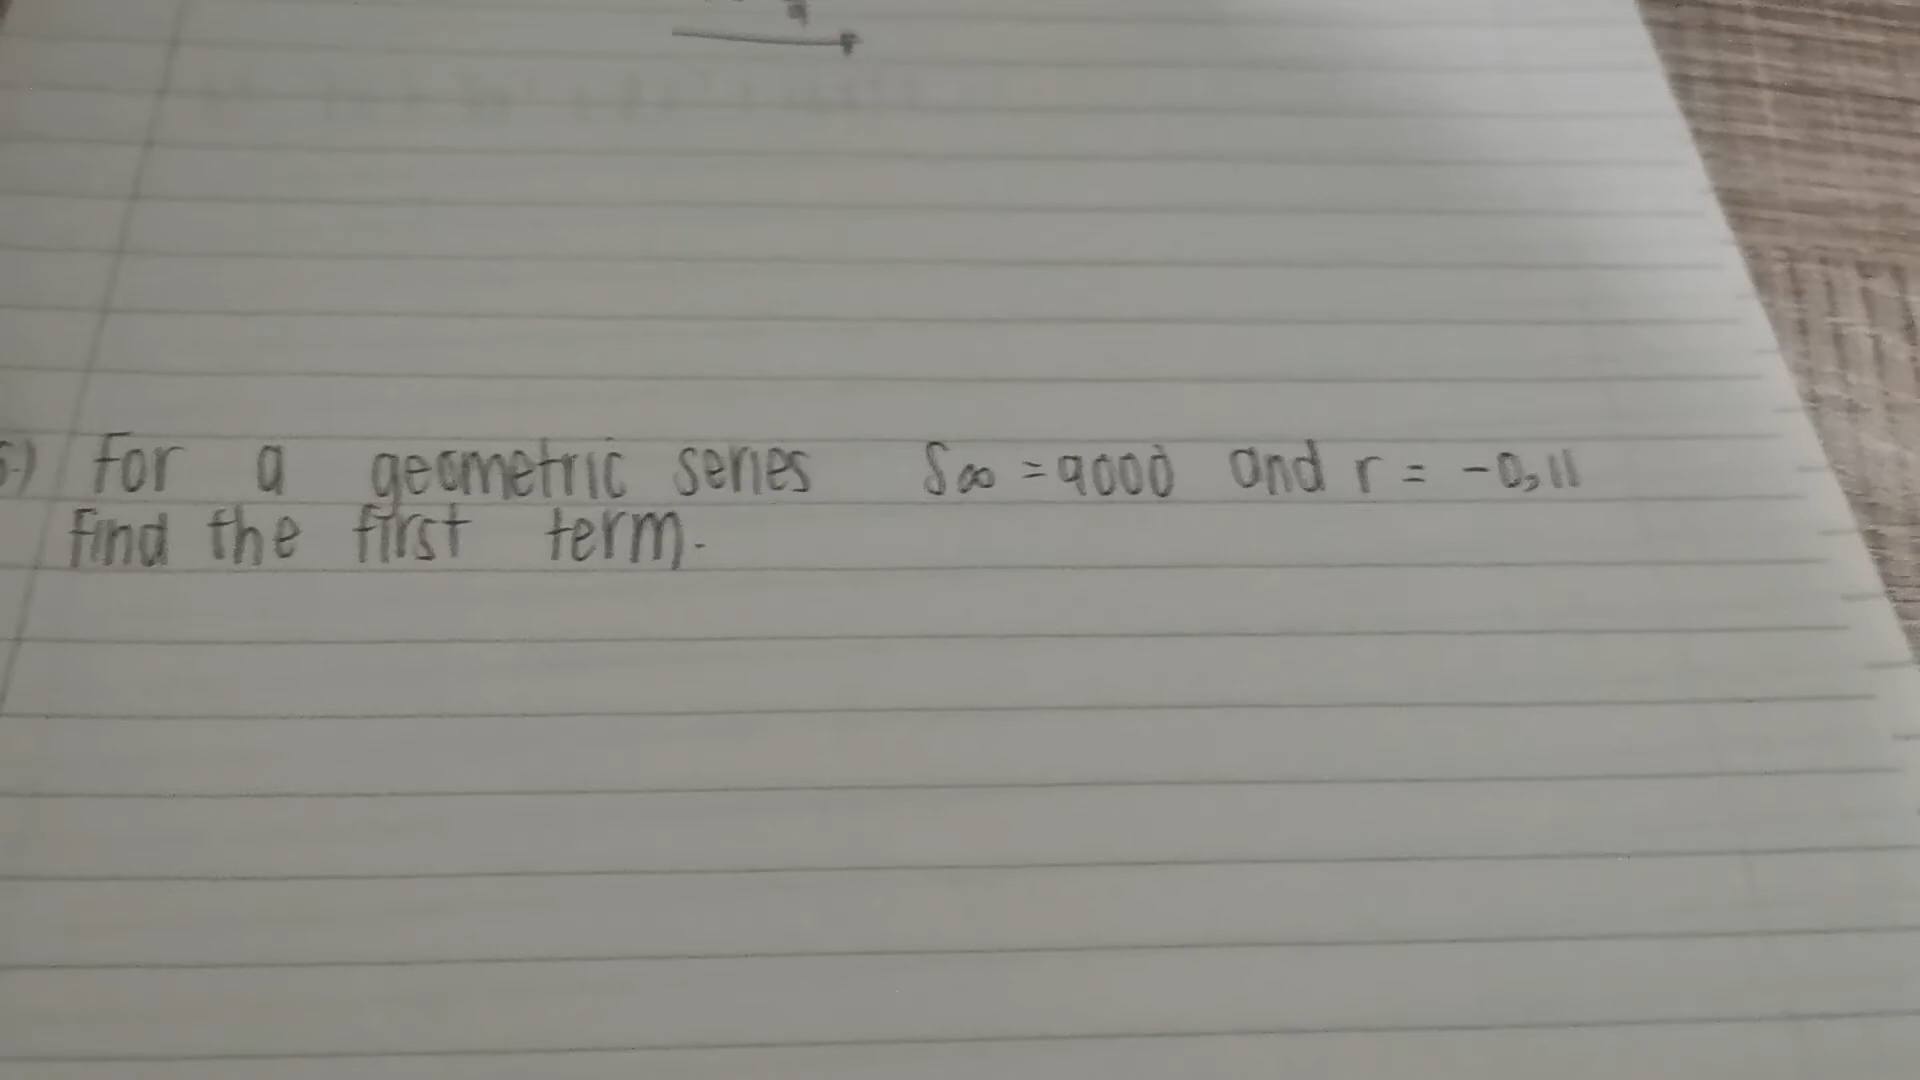 For a geometric series S∞ = 9000 and r = -0,11
Find the first term.